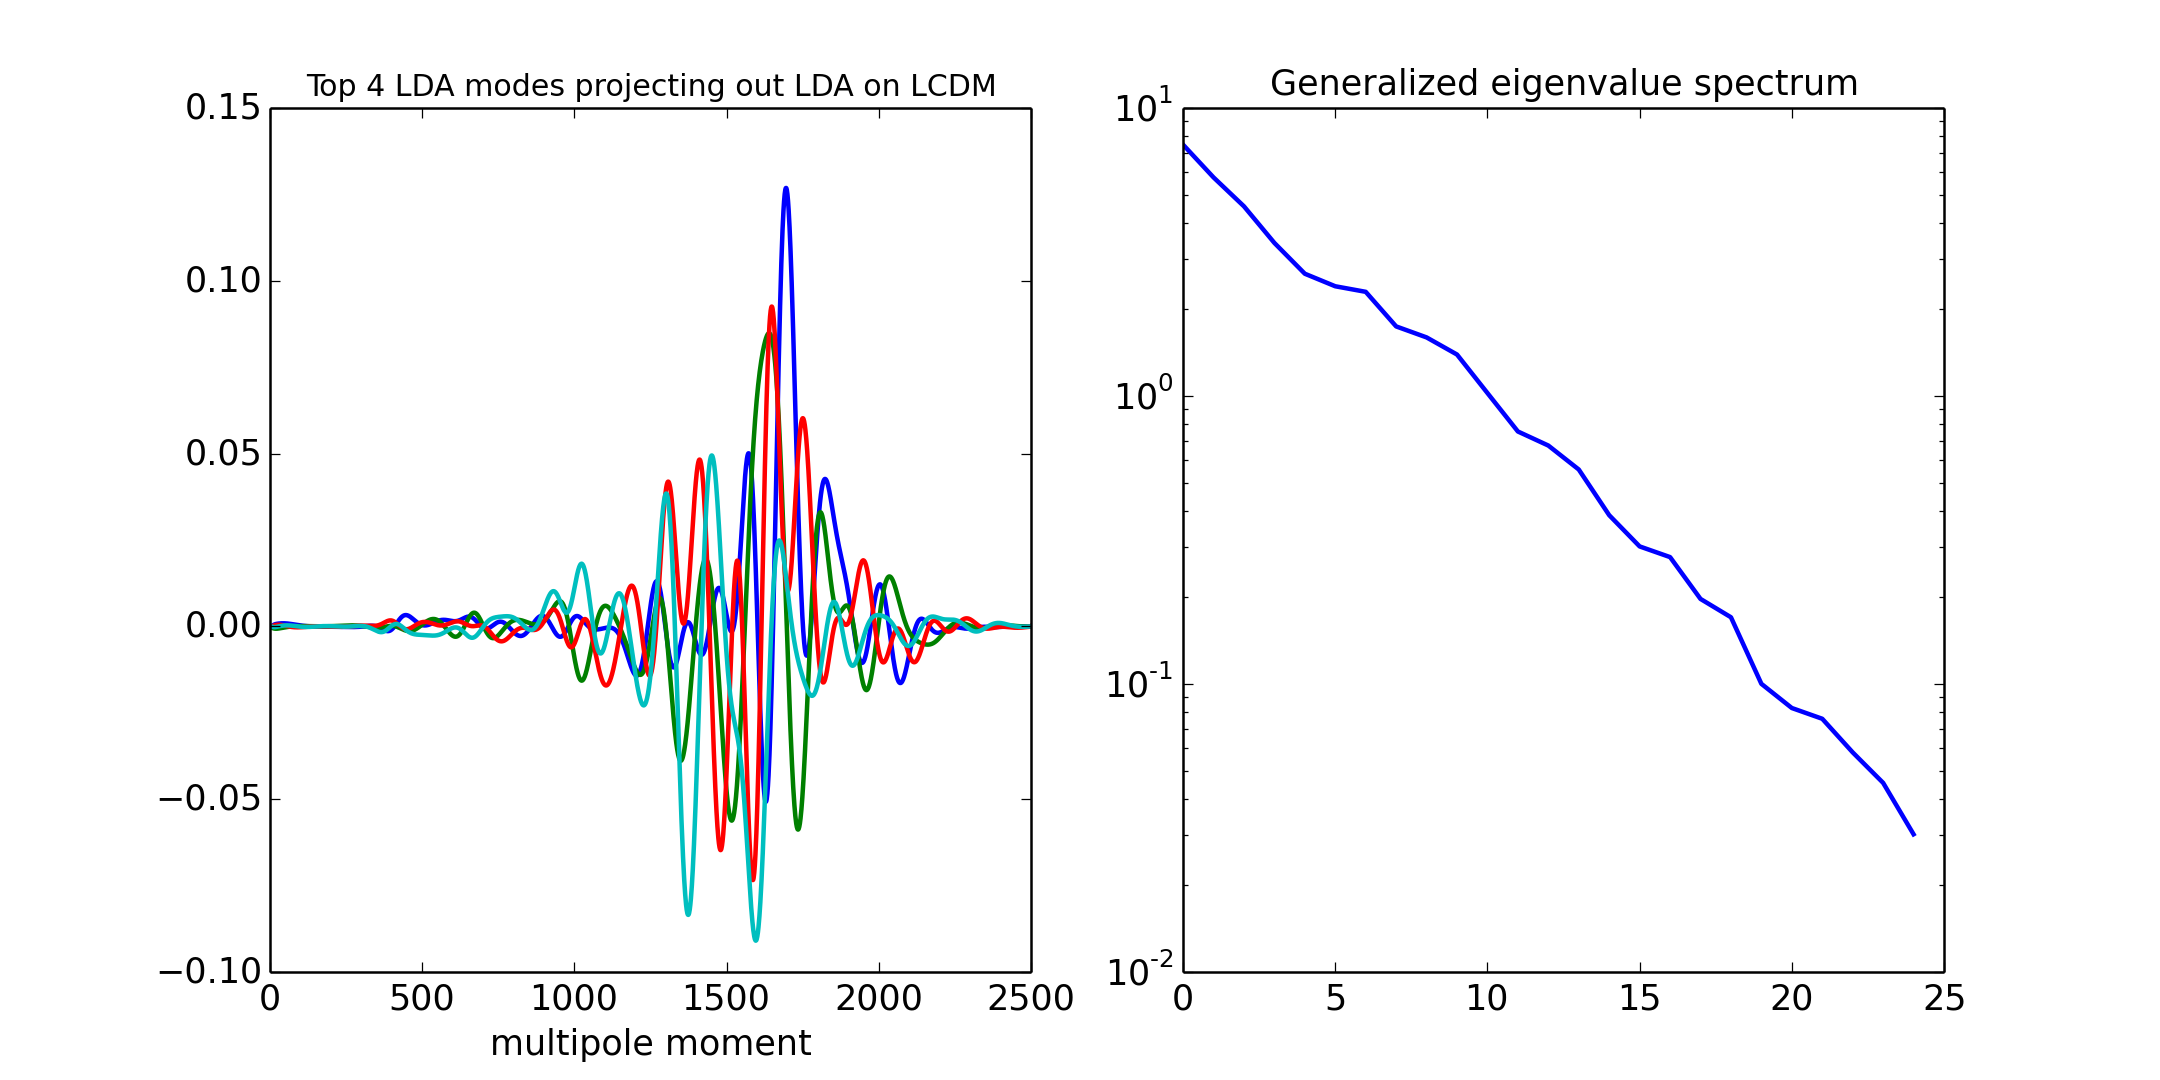 Top 4 LDA modes projecting out LDA on LCDM
0.15
0.10
0.05
0.00
−0.05
−0.10
0 500 1000 1500 2000 2500
multipole moment
Generalized eigenvalue spectrum
10^1
10^0
10^-1
10^-2
0 5 10 15 20 25